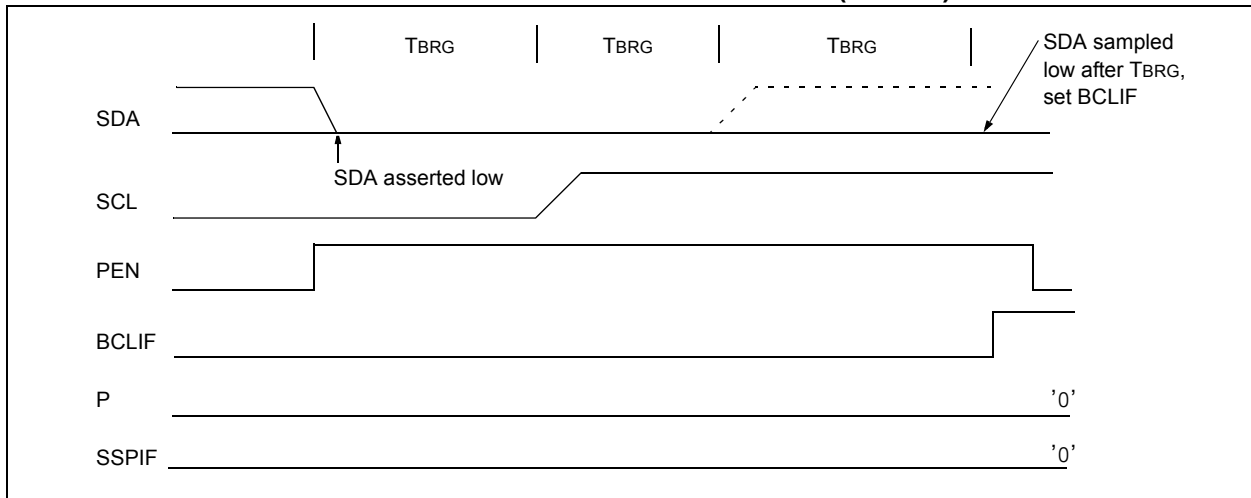 TBRG TBRG TBRG
SDA sampled
low after TBRG,
set BCLIF
SDA
SDA asserted low
SCL
PEN
BCLIF
P '0'
SSPIF '0'